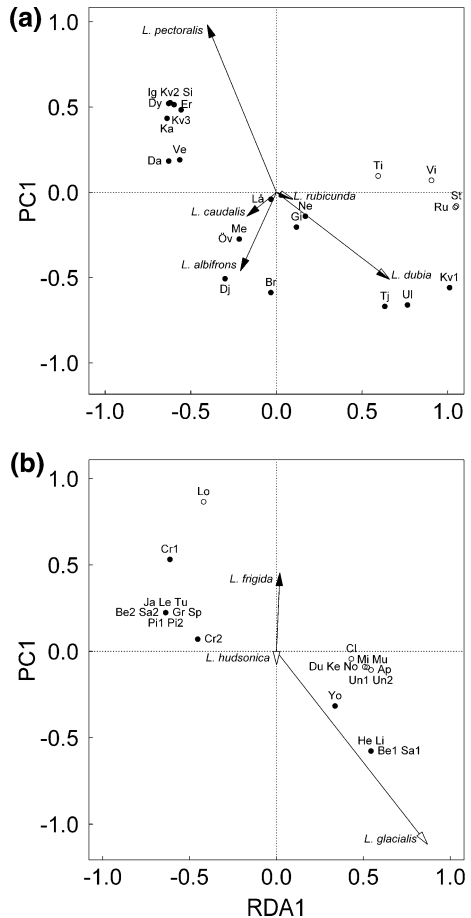 (a)
1.0
0.5
0.0
-0.5
-1.0
PC1
L. pectoralis
Ig Kv2 Si
Dy Er
Kv3
Ka
Ve
Da
Ti
Vi
St
Ru
L. rubicunda
Lå
Ne
L. caudalis
Gi
Me
Öv
L. albifrons
Dj
Br
L. dubia
Kv1
Tj Ul
-1.0 -0.5 0.0 0.5 1.0
(b)
1.0
0.5
0.0
-0.5
-1.0
PC1
Lo
Cr1
L. frigida
Ja Le Tu
Be2 Sa2 Gr Sp
Pi1 Pi2
Cr2
L. hudsonica
Cl
Mi Mu
Du Ke No Ap
Un1 Un2
Yo
He Li
Be1 Sa1
L. glacialis
-1.0 -0.5 0.0 0.5 1.0
RDA1